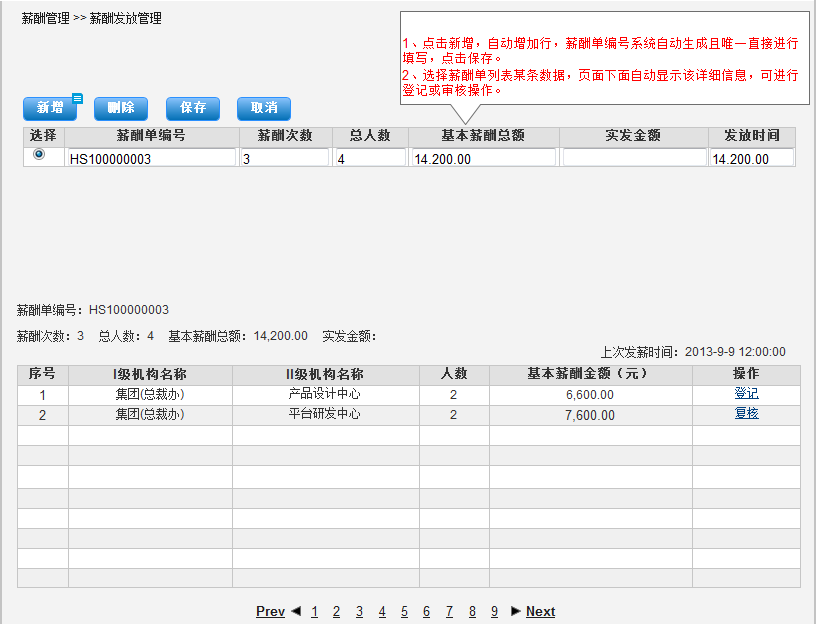 薪酬管理 >> 薪酬发放管理
1、点击新增，自动增加行，薪酬单编号系统自动生成且唯一直接进行
填写，点击保存。
2、选择薪酬单列表某条数据，页面下面自动显示该详细信息，可进行
登记或审核操作。
新增 删除 保存 取消
选择 薪酬单编号 薪酬次数 总人数 基本薪酬总额 实发金额 发放时间
HS100000003 3 4 14.200.00 14.200.00
薪酬单编号：HS100000003
薪酬次数：3 总人数：4 基本薪酬总额：14,200.00 实发金额：
上次发薪时间：2013-9-9 12:00:00
序号 I级机构名称 II级机构名称 人数 基本薪酬金额（元） 操作
1 集团(总裁办) 产品设计中心 2 6,600.00 登记
2 集团(总裁办) 平台研发中心 2 7,600.00 复核
Prev ◀ 1 2 3 4 5 6 7 8 9 ▶ Next